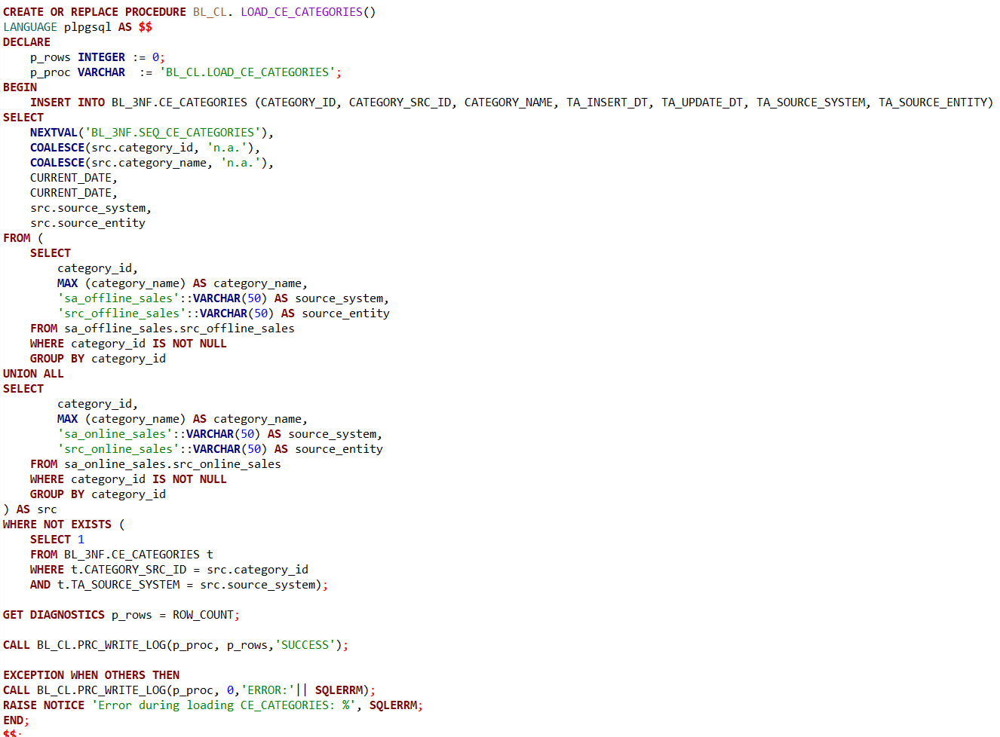 CREATE OR REPLACE PROCEDURE BL_CL. LOAD_CE_CATEGORIES()
LANGUAGE plpgsql AS $$
DECLARE
    p_rows INTEGER := 0;
    p_proc VARCHAR  := 'BL_CL.LOAD_CE_CATEGORIES';
BEGIN
    INSERT INTO BL_3NF.CE_CATEGORIES (CATEGORY_ID, CATEGORY_SRC_ID, CATEGORY_NAME, TA_INSERT_DT, TA_UPDATE_DT, TA_SOURCE_SYSTEM, TA_SOURCE_ENTITY)
SELECT
    NEXTVAL('BL_3NF.SEQ_CE_CATEGORIES'),
    COALESCE(src.category_id, 'n.a.'),
    COALESCE(src.category_name, 'n.a.'),
    CURRENT_DATE,
    CURRENT_DATE,
    src.source_system,
    src.source_entity
FROM (
    SELECT
        category_id,
        MAX (category_name) AS category_name,
        'sa_offline_sales'::VARCHAR(50) AS source_system,
        'src_offline_sales'::VARCHAR(50) AS source_entity
    FROM sa_offline_sales.src_offline_sales
    WHERE category_id IS NOT NULL
    GROUP BY category_id
UNION ALL
SELECT
        category_id,
        MAX (category_name) AS category_name,
        'sa_online_sales'::VARCHAR(50) AS source_system,
        'src_online_sales'::VARCHAR(50) AS source_entity
    FROM sa_online_sales.src_online_sales
    WHERE category_id IS NOT NULL
    GROUP BY category_id
) AS src
WHERE NOT EXISTS (
    SELECT 1
    FROM BL_3NF.CE_CATEGORIES t
    WHERE t.CATEGORY_SRC_ID = src.category_id
    AND t.TA_SOURCE_SYSTEM = src.source_system);

GET DIAGNOSTICS p_rows = ROW_COUNT;

CALL BL_CL.PRC_WRITE_LOG(p_proc, p_rows,'SUCCESS');

EXCEPTION WHEN OTHERS THEN
CALL BL_CL.PRC_WRITE_LOG(p_proc, 0,'ERROR:'|| SQLERRM);
RAISE NOTICE 'Error during loading CE_CATEGORIES: %', SQLERRM;
END;
$$;